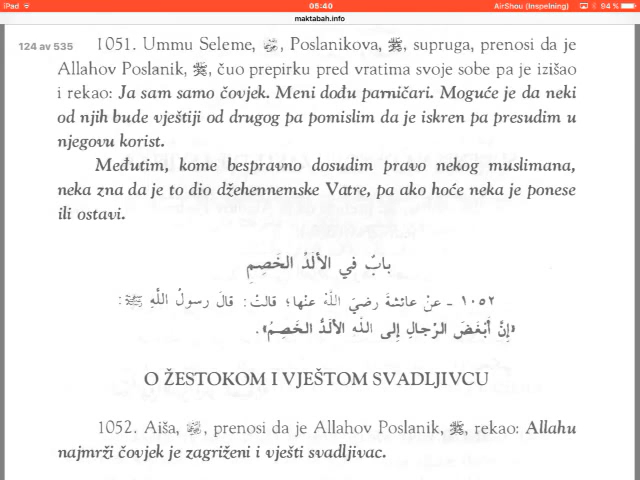 iPad
05:40
AirShou (Inspelning)
94 %
maktabah.info
124 av 535
1051. Ummu Seleme, Poslanikova, ﷺ, supruga, prenosi da je
Allahov Poslanik, ﷺ, čuo prepirku pred vratima svoje sobe pa je izišao
i rekao: Ja sam samo čovjek. Meni dođu parničari. Moguće je da neki
od njih bude vještiji od drugog pa pomislim da je iskren pa presudim u
njegovu korist.
Međutim, kome bespravno dosudim pravo nekog muslimana,
neka zna da je to dio džehennemske Vatre, pa ako hoće neka je ponese
ili ostavi.
بابٌ في الألَدِّ الخَصِمِ
١٠٥٢ - عنْ عائشةَ رضيَ اللّهُ عنْها؛ قالتْ: قالَ رسولُ اللّهِ ﷺ:
«إنَّ أَبْغَضَ الرِّجالِ إلى اللّهِ الألَدُّ الخَصِمُ».
O ŽESTOKOM I VJEŠTOM SVADLJIVCU
1052. Aiša, prenosi da je Allahov Poslanik, ﷺ, rekao: Allahu
najmrži čovjek je zagriženi i vješti svadljivac.